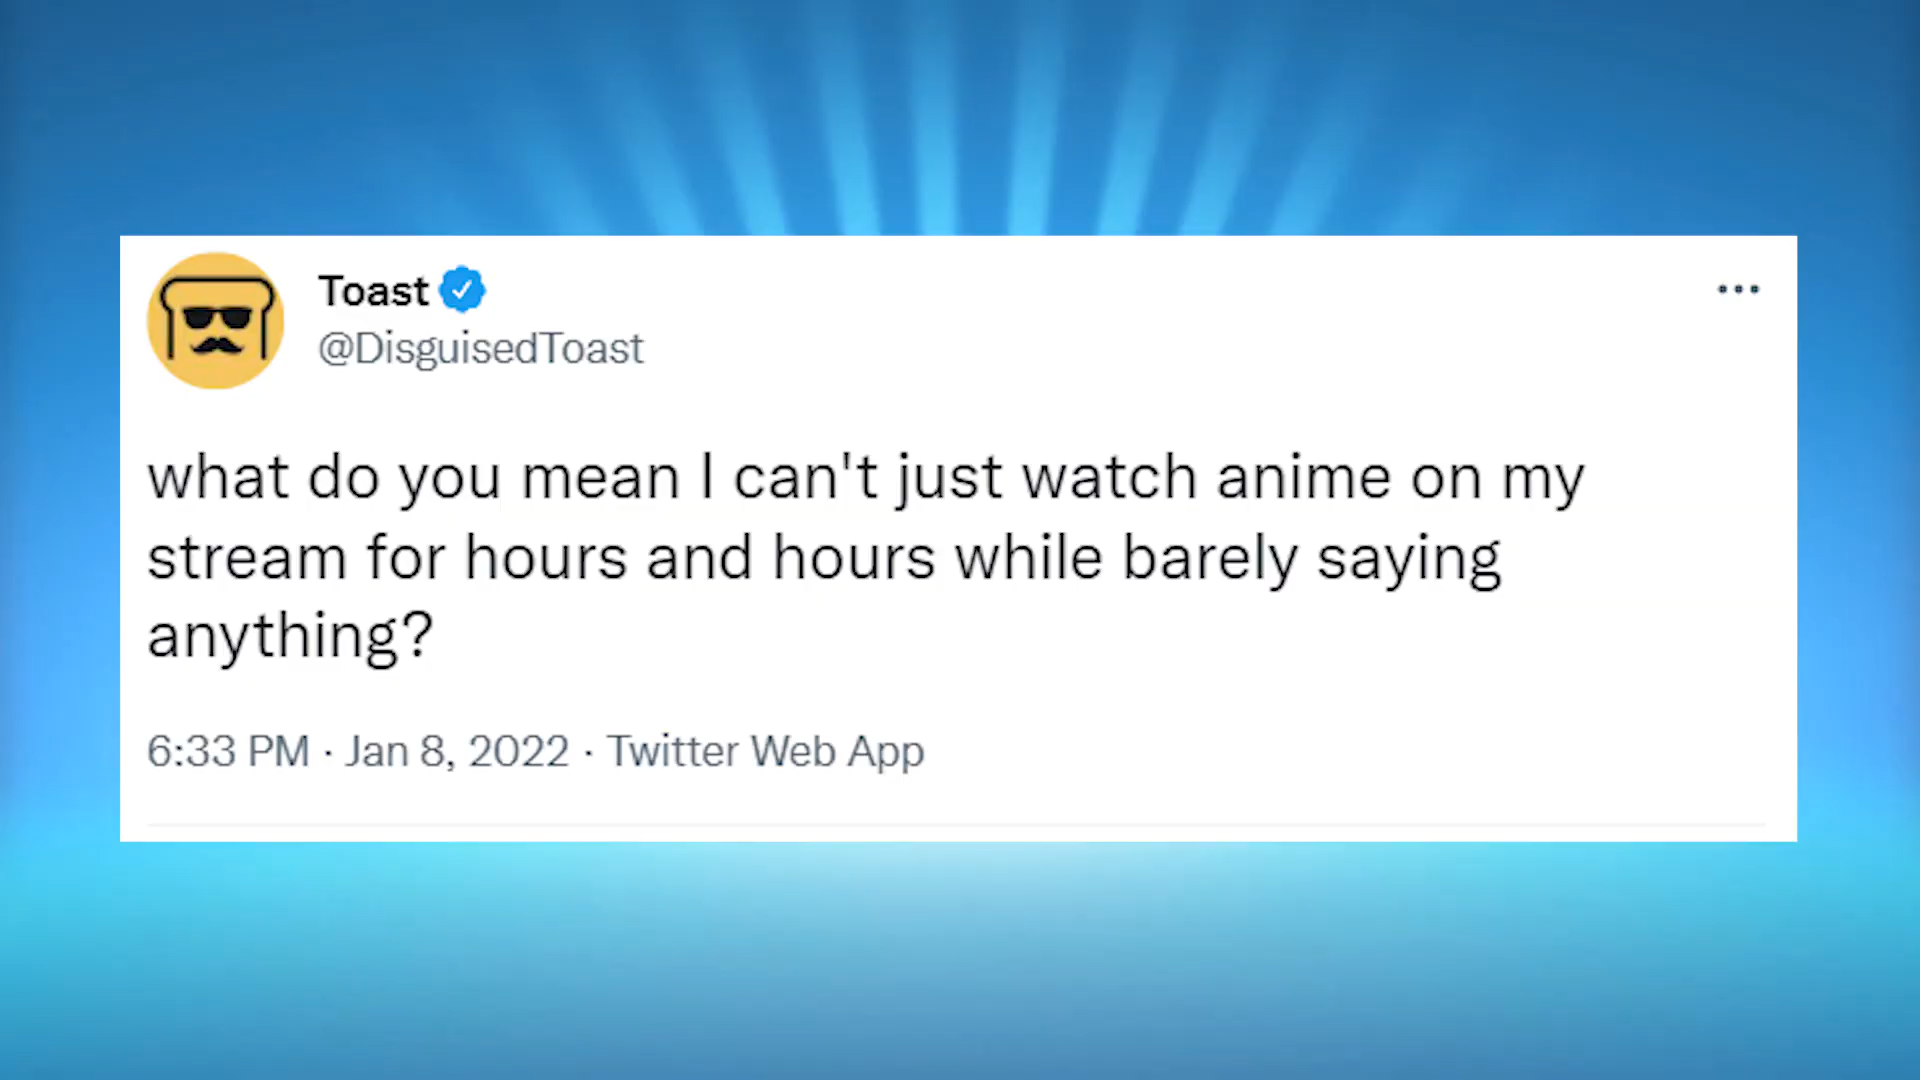 Toast
@DisguisedToast
what do you mean I can't just watch anime on my
stream for hours and hours while barely saying
anything?
6:33 PM · Jan 8, 2022 · Twitter Web App